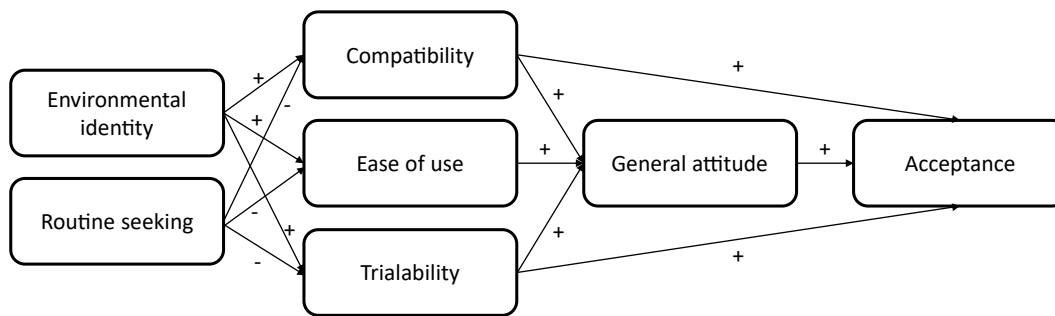 Compatibility
+
Environmental
identity
+
-
+
+
Ease of use
+
General attitude
+
Acceptance
Routine seeking
-
+
+
-
Trialability
+